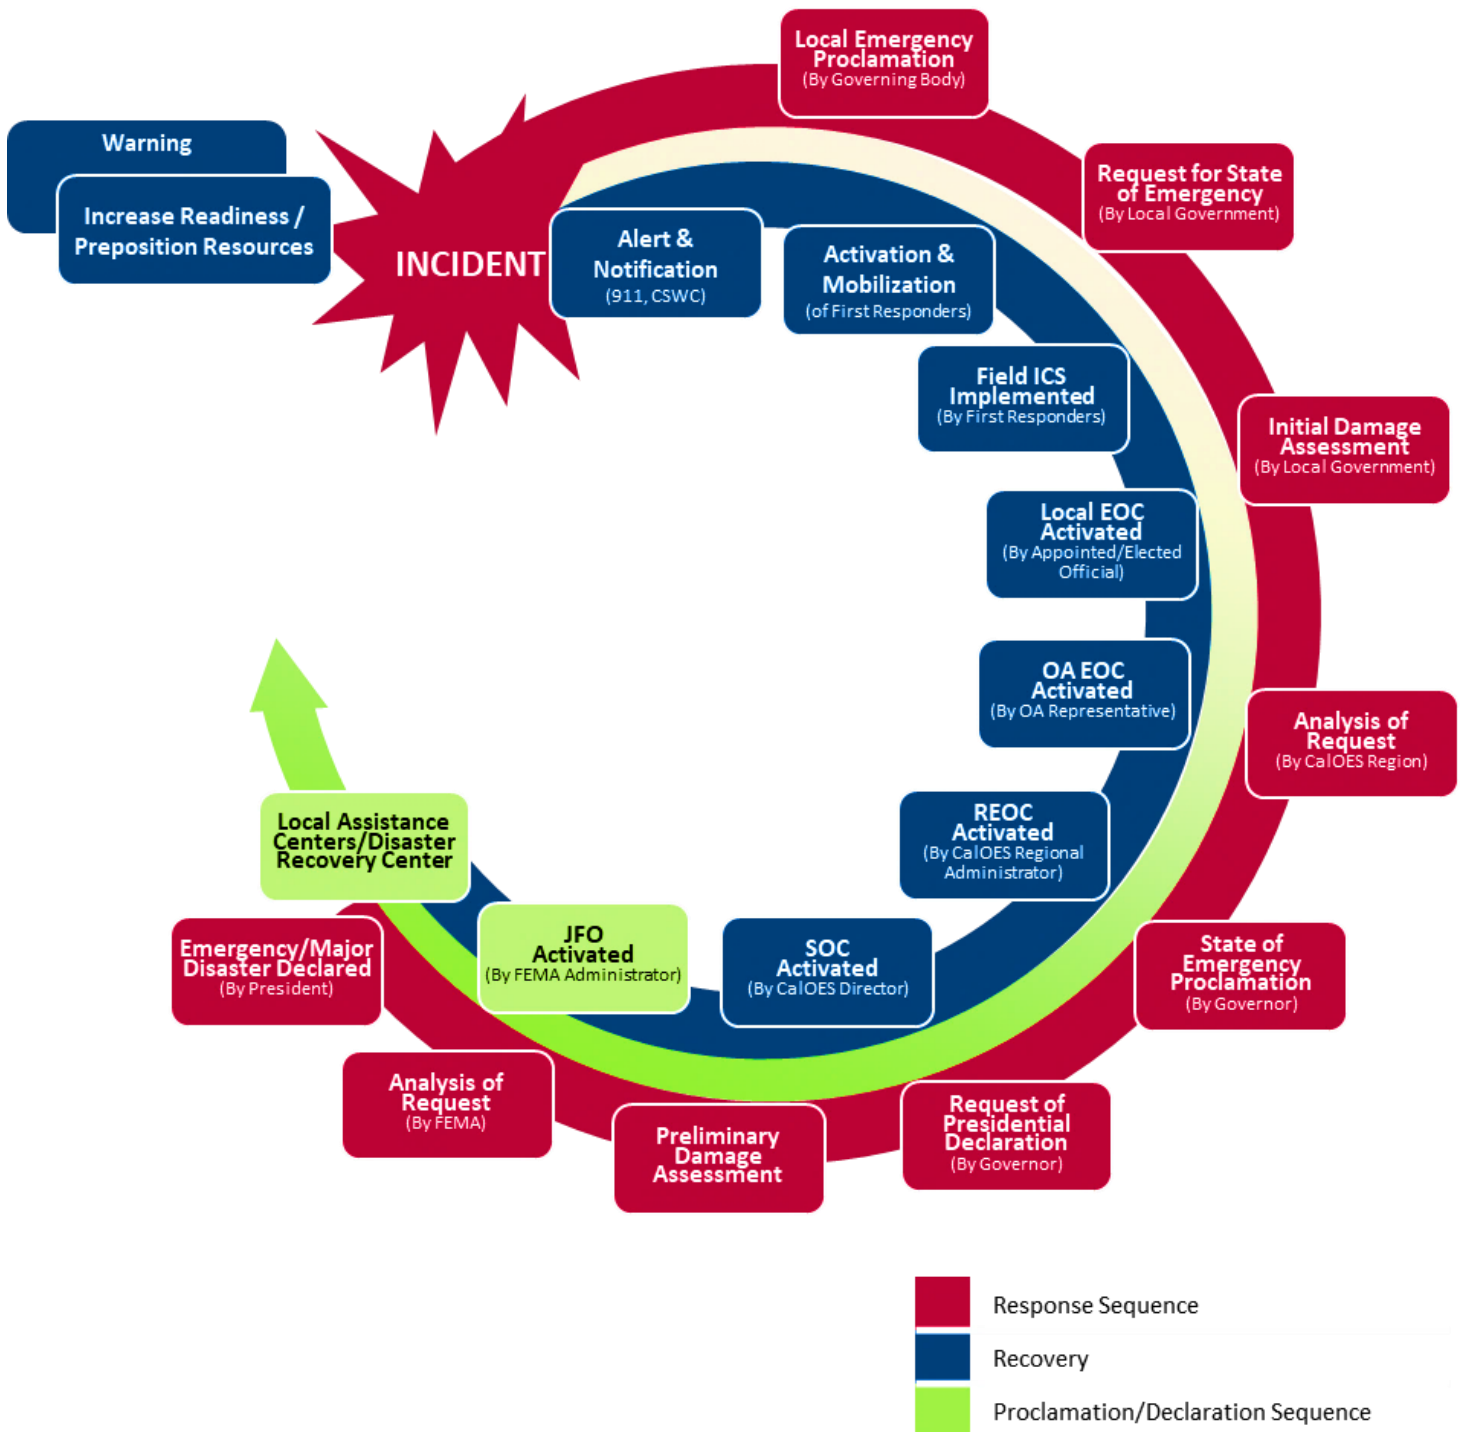 Warning
Increase Readiness /
Preposition Resources
INCIDENT
Alert &
Notification
(911, CSWC)
Activation &
Mobilization
(of First Responders)
Field ICS
Implemented
(By First Responders)
Local EOC
Activated
(By Appointed/Elected
Official)
OA EOC
Activated
(By OA Representative)
REOC
Activated
(By CalOES Regional
Administrator)
SOC
Activated
(By CalOES Director)
JFO
Activated
(By FEMA Administrator)
Local Assistance
Centers/Disaster
Recovery Center
Local Emergency
Proclamation
(By Governing Body)
Request for State
of Emergency
(By Local Government)
Initial Damage
Assessment
(By Local Government)
Analysis of
Request
(By CalOES Region)
State of
Emergency
Proclamation
(By Governor)
Request of
Presidential
Declaration
(By Governor)
Preliminary
Damage
Assessment
Analysis of
Request
(By FEMA)
Emergency/Major
Disaster Declared
(By President)
Response Sequence
Recovery
Proclamation/Declaration Sequence